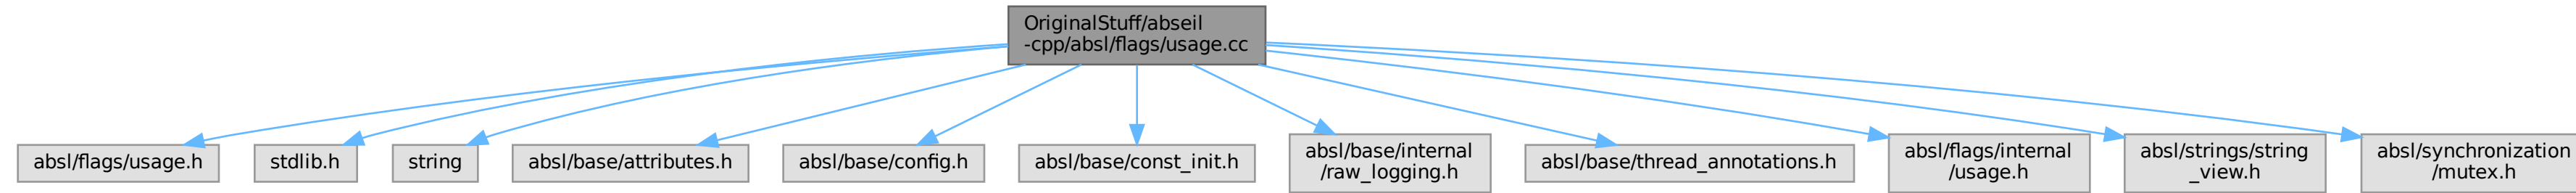 OriginalStuff/abseil
-cpp/absl/flags/usage.cc
absl/flags/usage.h
stdlib.h
string
absl/base/attributes.h
absl/base/config.h
absl/base/const_init.h
absl/base/internal
/raw_logging.h
absl/base/thread_annotations.h
absl/flags/internal
/usage.h
absl/strings/string
_view.h
absl/synchronization
/mutex.h